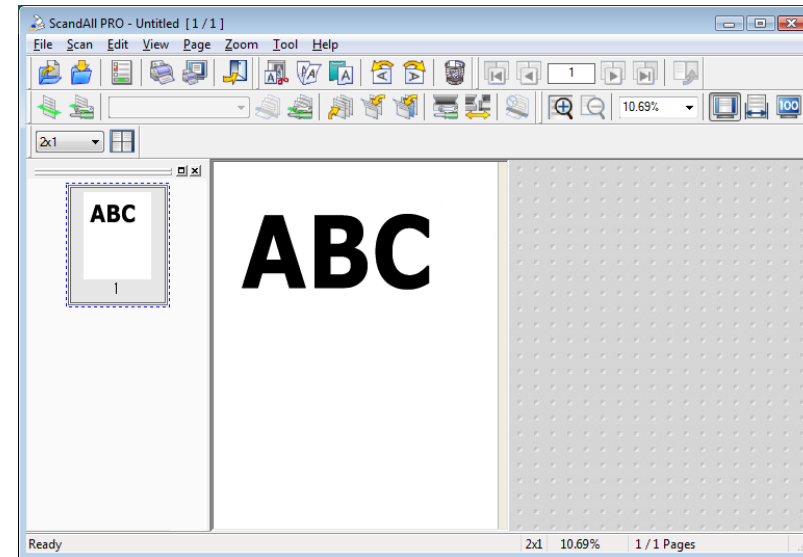 ScandAll PRO - Untitled [ 1 / 1 ]
File Scan Edit View Page Zoom Tool Help
1
10.69% 100
2x1
ABC
1
ABC
Ready 2x1 10.69% 1 / 1 Pages